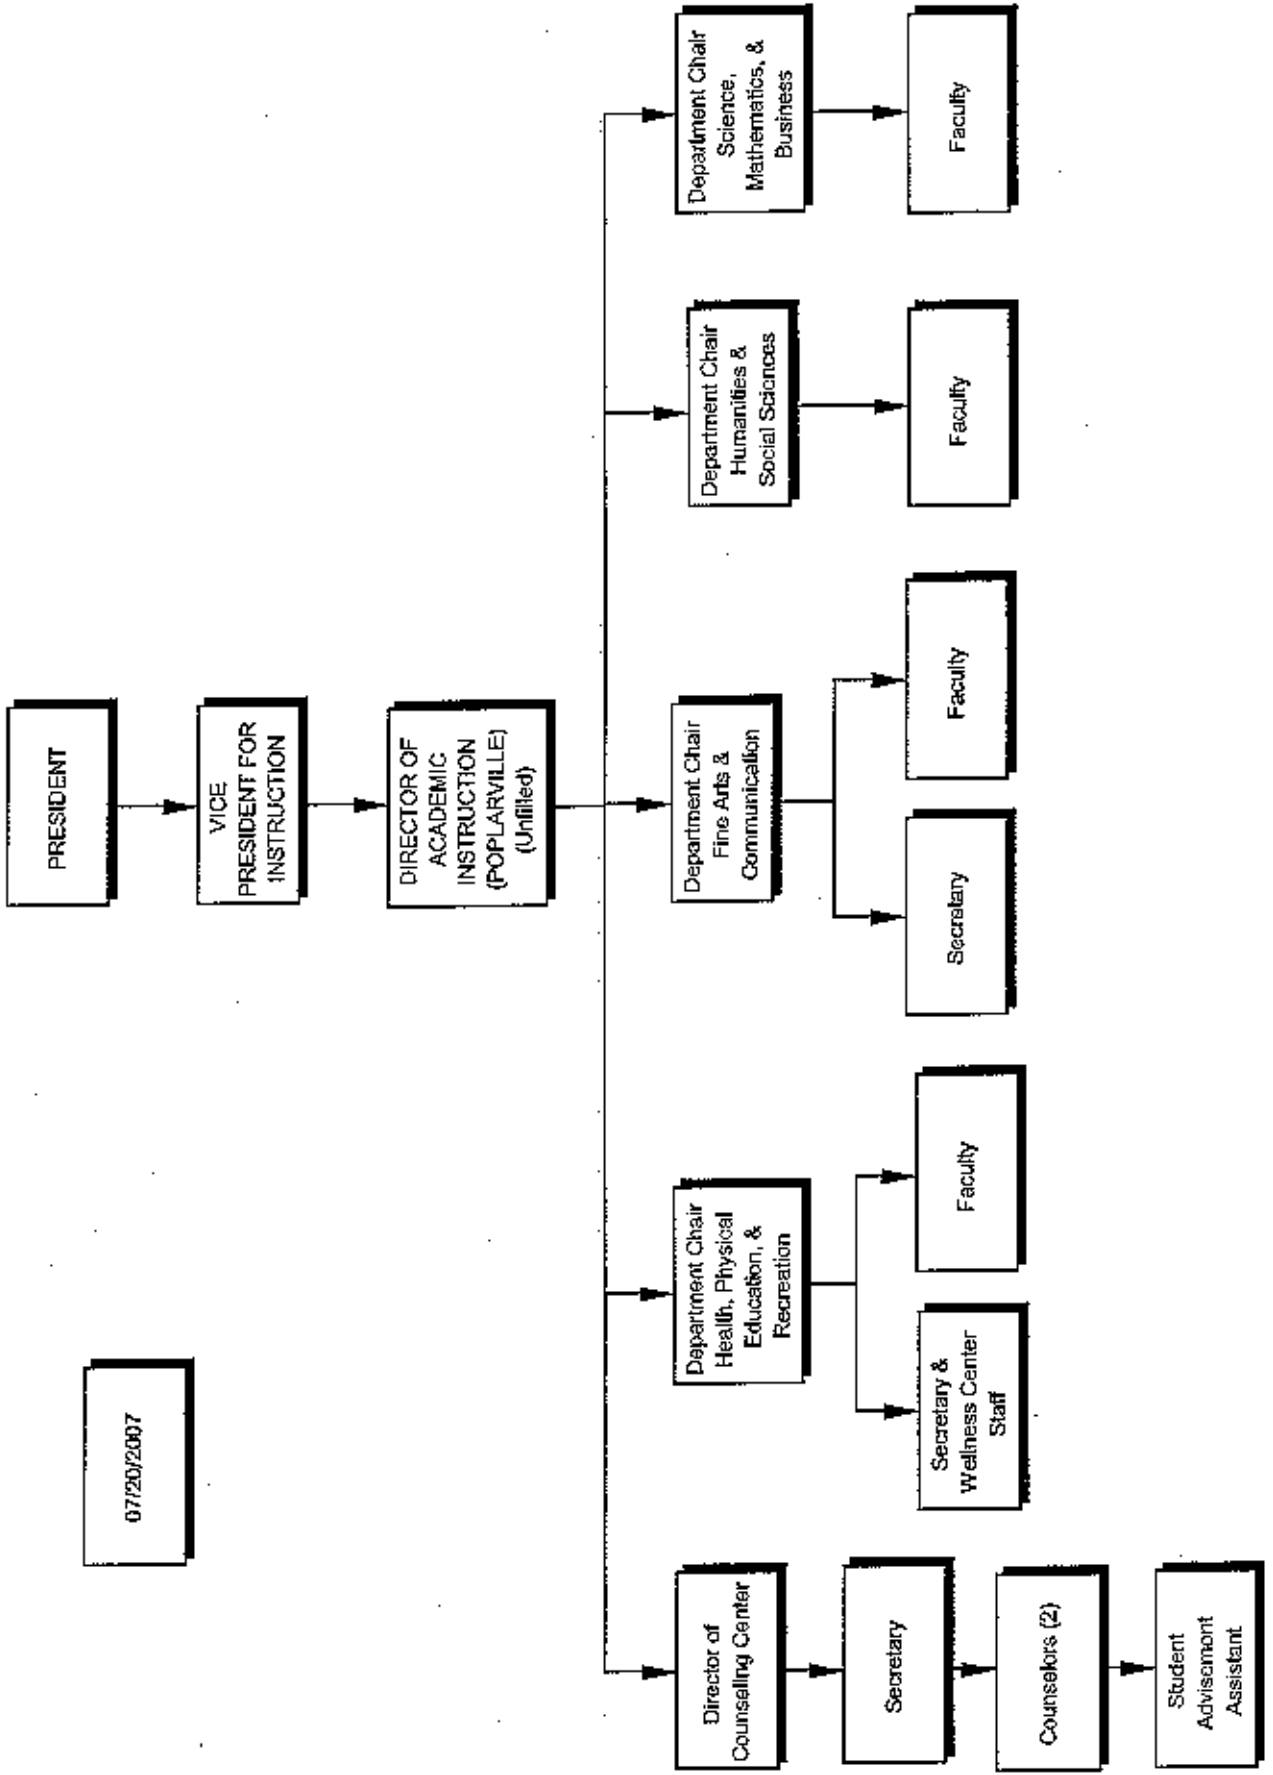 07/20/2007
PRESIDENT
VICE
PRESIDENT FOR
INSTRUCTION
DIRECTOR OF
ACADEMIC
INSTRUCTION
(POPLARVILLE)
(Unfilled)
Director of
Counseling Center
Secretary
Counselors (2)
Student
Advisement
Assistant
Department Chair
Health, Physical
Education, &
Recreation
Secretary &
Wellness Center
Staff
Faculty
Department Chair
Fine Arts &
Communication
Secretary
Faculty
Department Chair
Humanities &
Social Sciences
Faculty
Department Chair
Science,
Mathematics, &
Business
Faculty